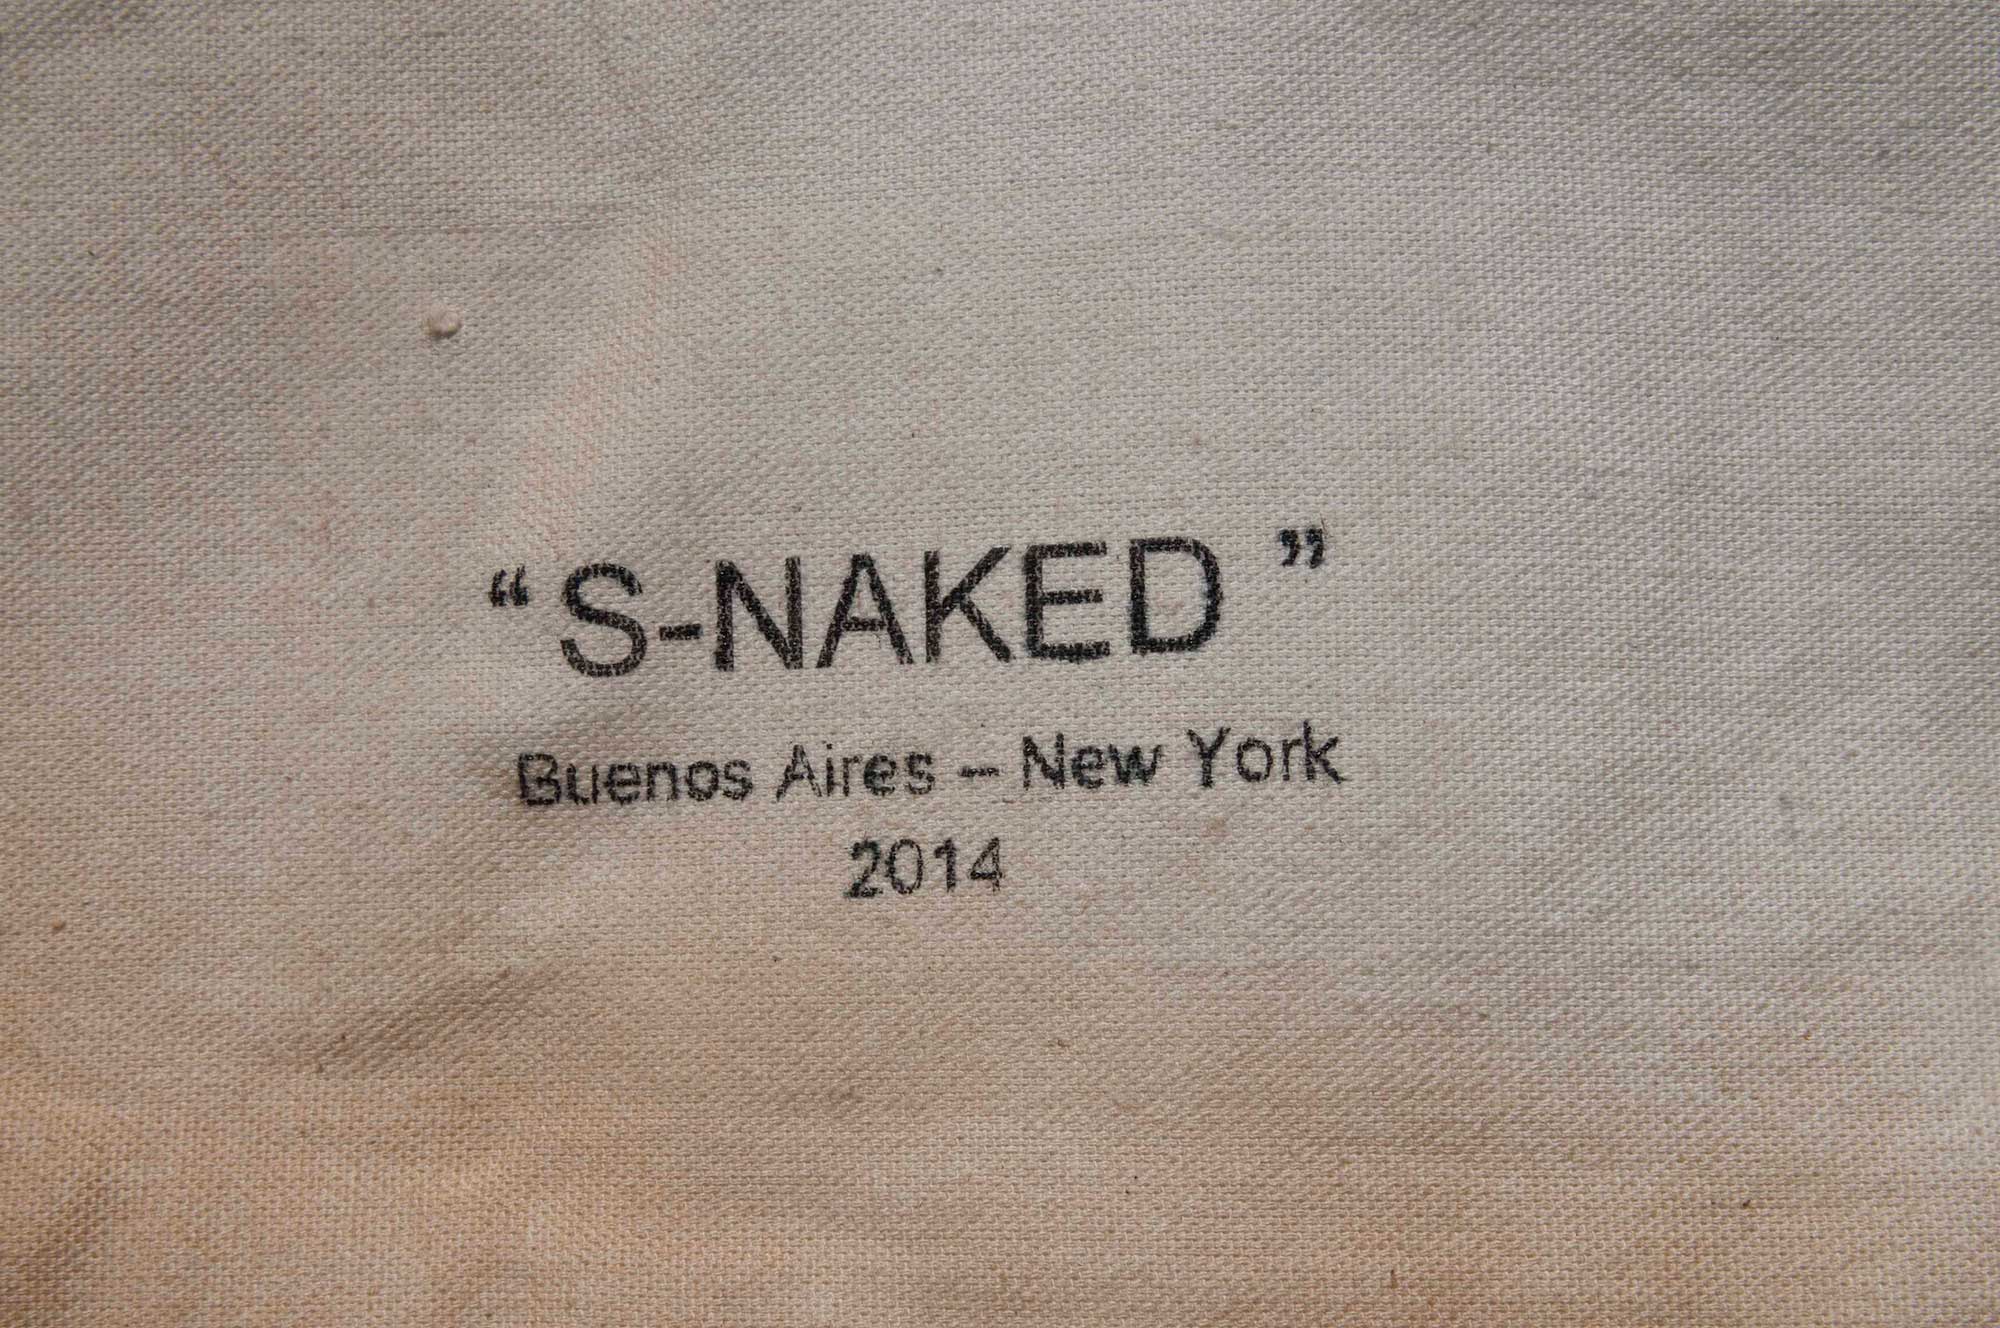 “ S-NAKED ”
Buenos Aires – New York
2014